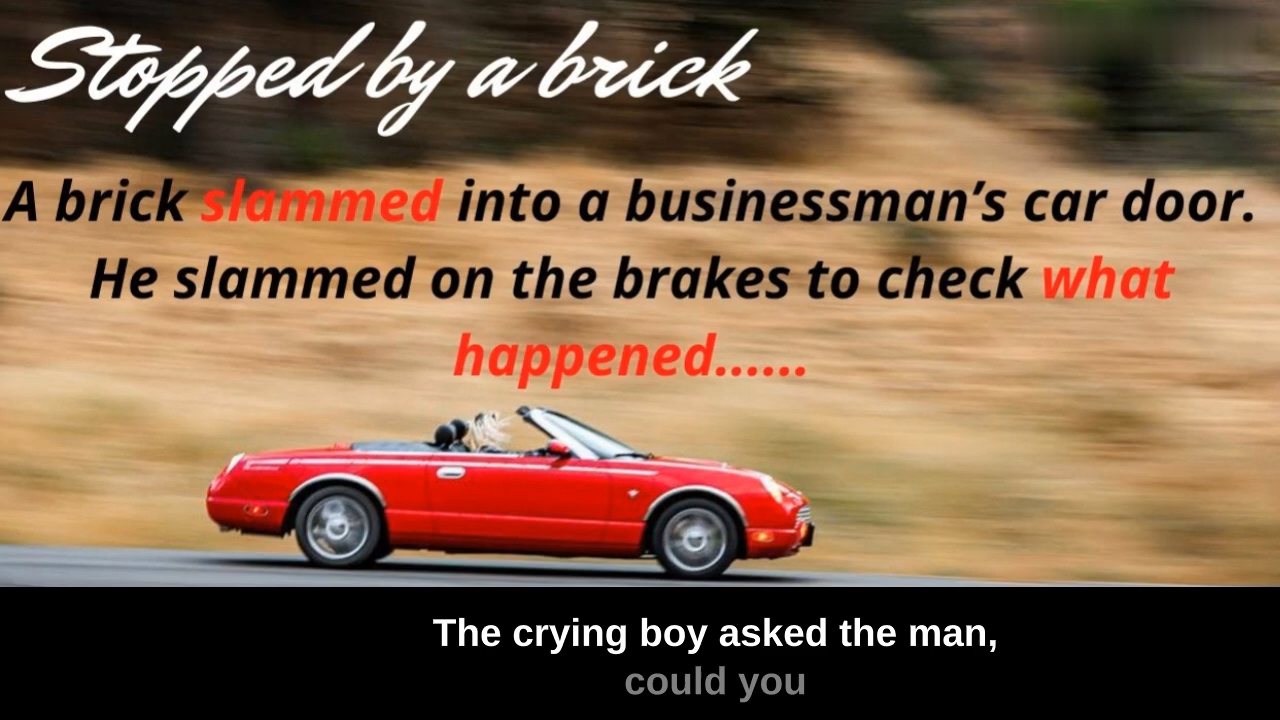 Stopped by a brick
A brick slammed into a businessman’s car door.
He slammed on the brakes to check what
happened......
The crying boy asked the man,
could you